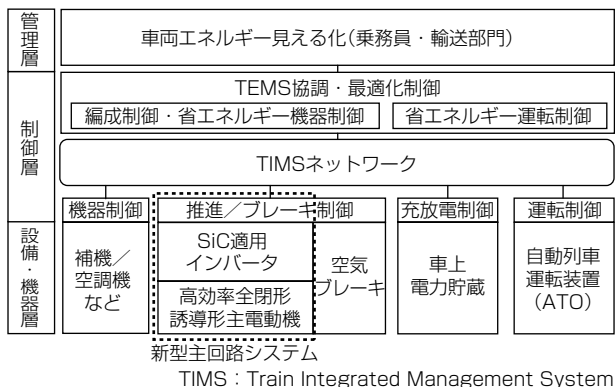 管理層
車両エネルギー見える化(乗務員・輸送部門)
制御層
TEMS協調・最適化制御
編成制御・省エネルギー機器制御
省エネルギー運転制御
TIMSネットワーク
機器制御
推進/ブレーキ制御
充放電制御
運転制御
設備・機器層
補機/
空調機
など
SiC適用
インバータ
高効率全閉形
誘導形主電動機
空気
ブレーキ
車上
電力貯蔵
自動列車
運転装置
(ATO)
新型主回路システム
TIMS:Train Integrated Management System